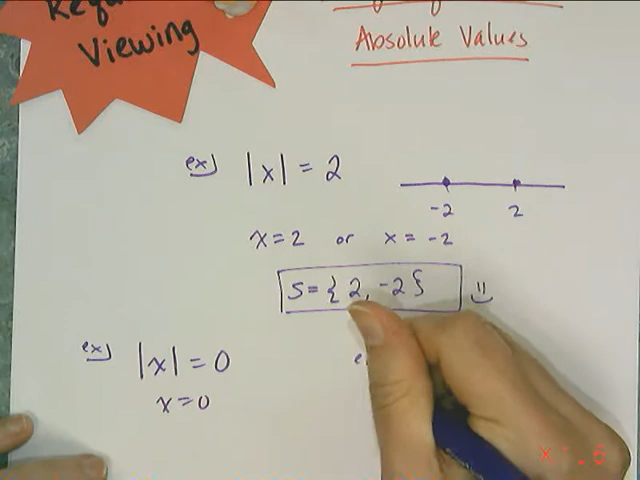 Viewing
Absolute Values
ex) |x| = 2
-2 2
x = 2 or x = -2
S = { 2, -2 }
ex) |x| = 0
x = 0